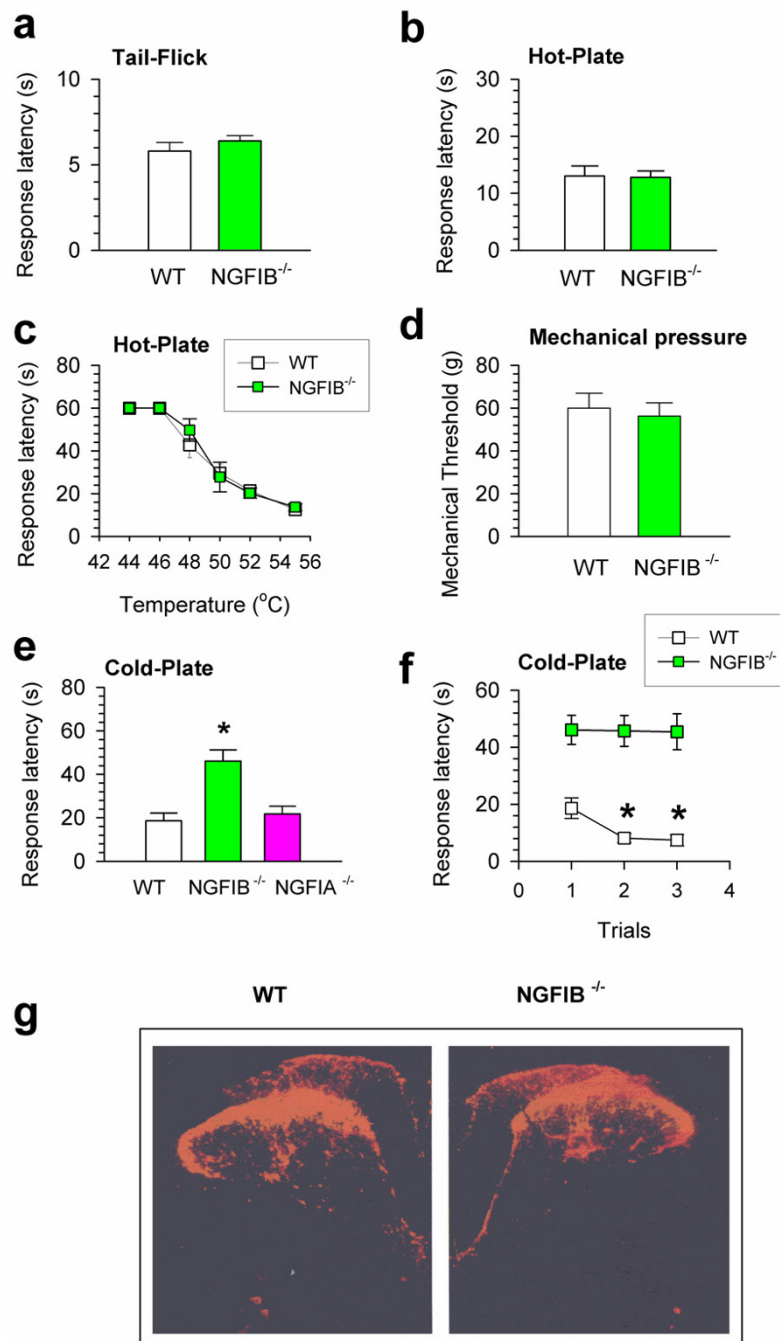 a
Tail-Flick
Response latency (s)
10
5
0
WT NGFIB-/-
b
Hot-Plate
Response latency (s)
30
20
10
0
WT NGFIB-/-
c
Hot-Plate
WT
NGFIB-/-
Response latency (s)
80
60
40
20
0
42 44 46 48 50 52 54 56
Temperature (oC)
d
Mechanical pressure
Mechanical Threshold (g)
80
60
40
20
0
WT NGFIB -/-
e
Cold-Plate
Response latency (s)
80
60
40
20
0
*
WT NGFIB -/- NGFIA -/-
f
Cold-Plate
WT
NGFIB-/-
Response latency (s)
60
40
20
0
* *
0 1 2 3 4
Trials
g
WT NGFIB -/-